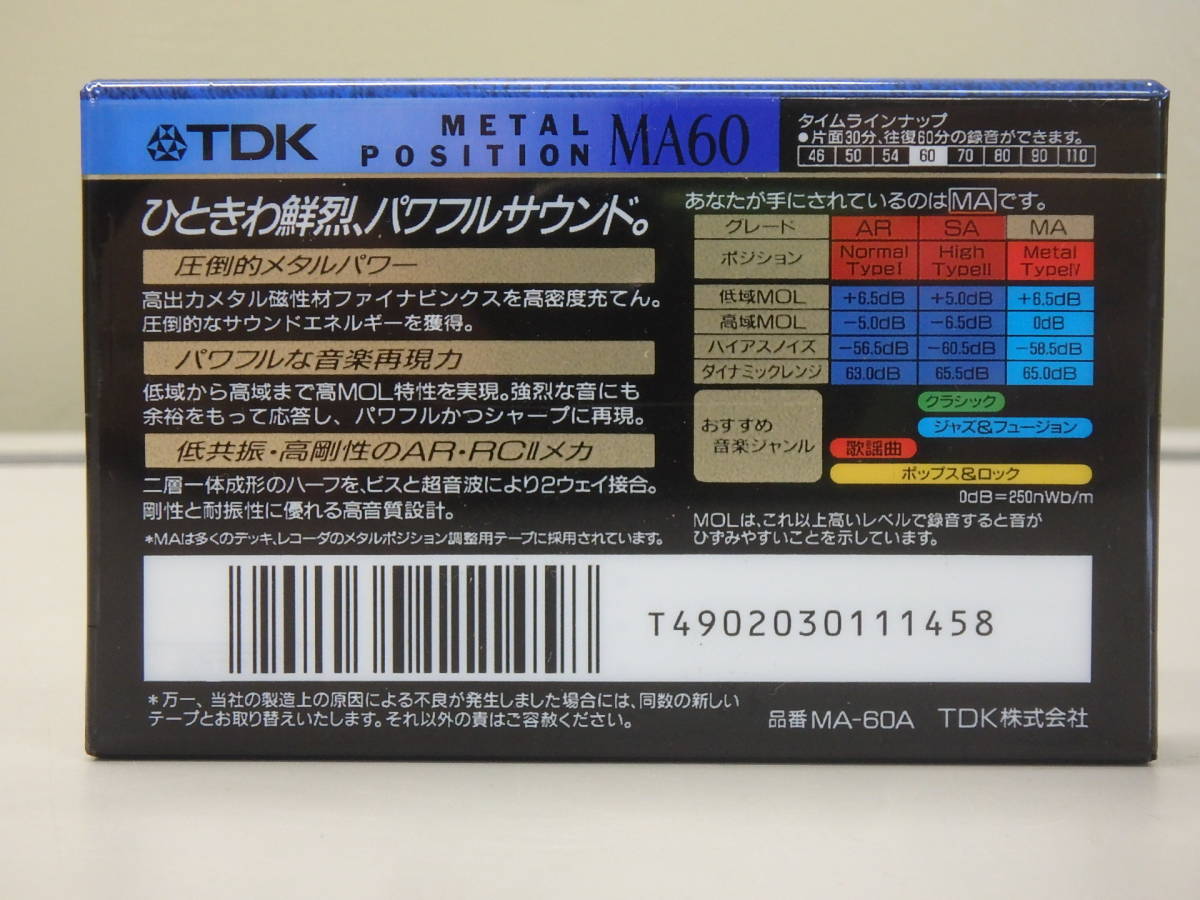 TDK
METAL
POSITION
MA60
タイムラインナップ
●片面30分、往復60分の録音ができます。
46 50 54 60 70 80 90 110
ひときわ鮮烈、パワフルサウンド。
圧倒的メタルパワー
高出力メタル磁性材ファイナビンクスを高密度充てん。
圧倒的なサウンドエネルギーを獲得。
パワフルな音楽再現力
低域から高域まで高MOL特性を実現。強烈な音にも
余裕をもって応答し、パワフルかつシャープに再現。
低共振・高剛性のAR・RCIIメカ
二層一体成形のハーフを、ビスと超音波により2ウェイ接合。
剛性と耐振性に優れる高音質設計。
*MAは多くのデッキ、レコーダのメタルポジション調整用テープに採用されています。
あなたが手にされているのはMAです。
グレード AR SA MA
ポジション Normal TypeI High TypeII Metal TypeIV
低域MOL +6.5dB +5.0dB +6.5dB
高域MOL -5.0dB -6.5dB 0dB
バイアスノイズ -56.5dB -60.5dB -58.5dB
ダイナミックレンジ 63.0dB 65.5dB 65.0dB
おすすめ
音楽ジャンル
クラシック
ジャズ&フュージョン
歌謡曲
ポップス&ロック
0dB=250nWb/m
MOLは、これ以上高いレベルで録音すると音が
ひずみやすいことを示しています。
T4902030111458
*万一、当社の製造上の原因による不良が発生しました場合には、同数の新しい
テープとお取り替えいたします。それ以外の責はご容赦ください。
品番MA-60A TDK株式会社